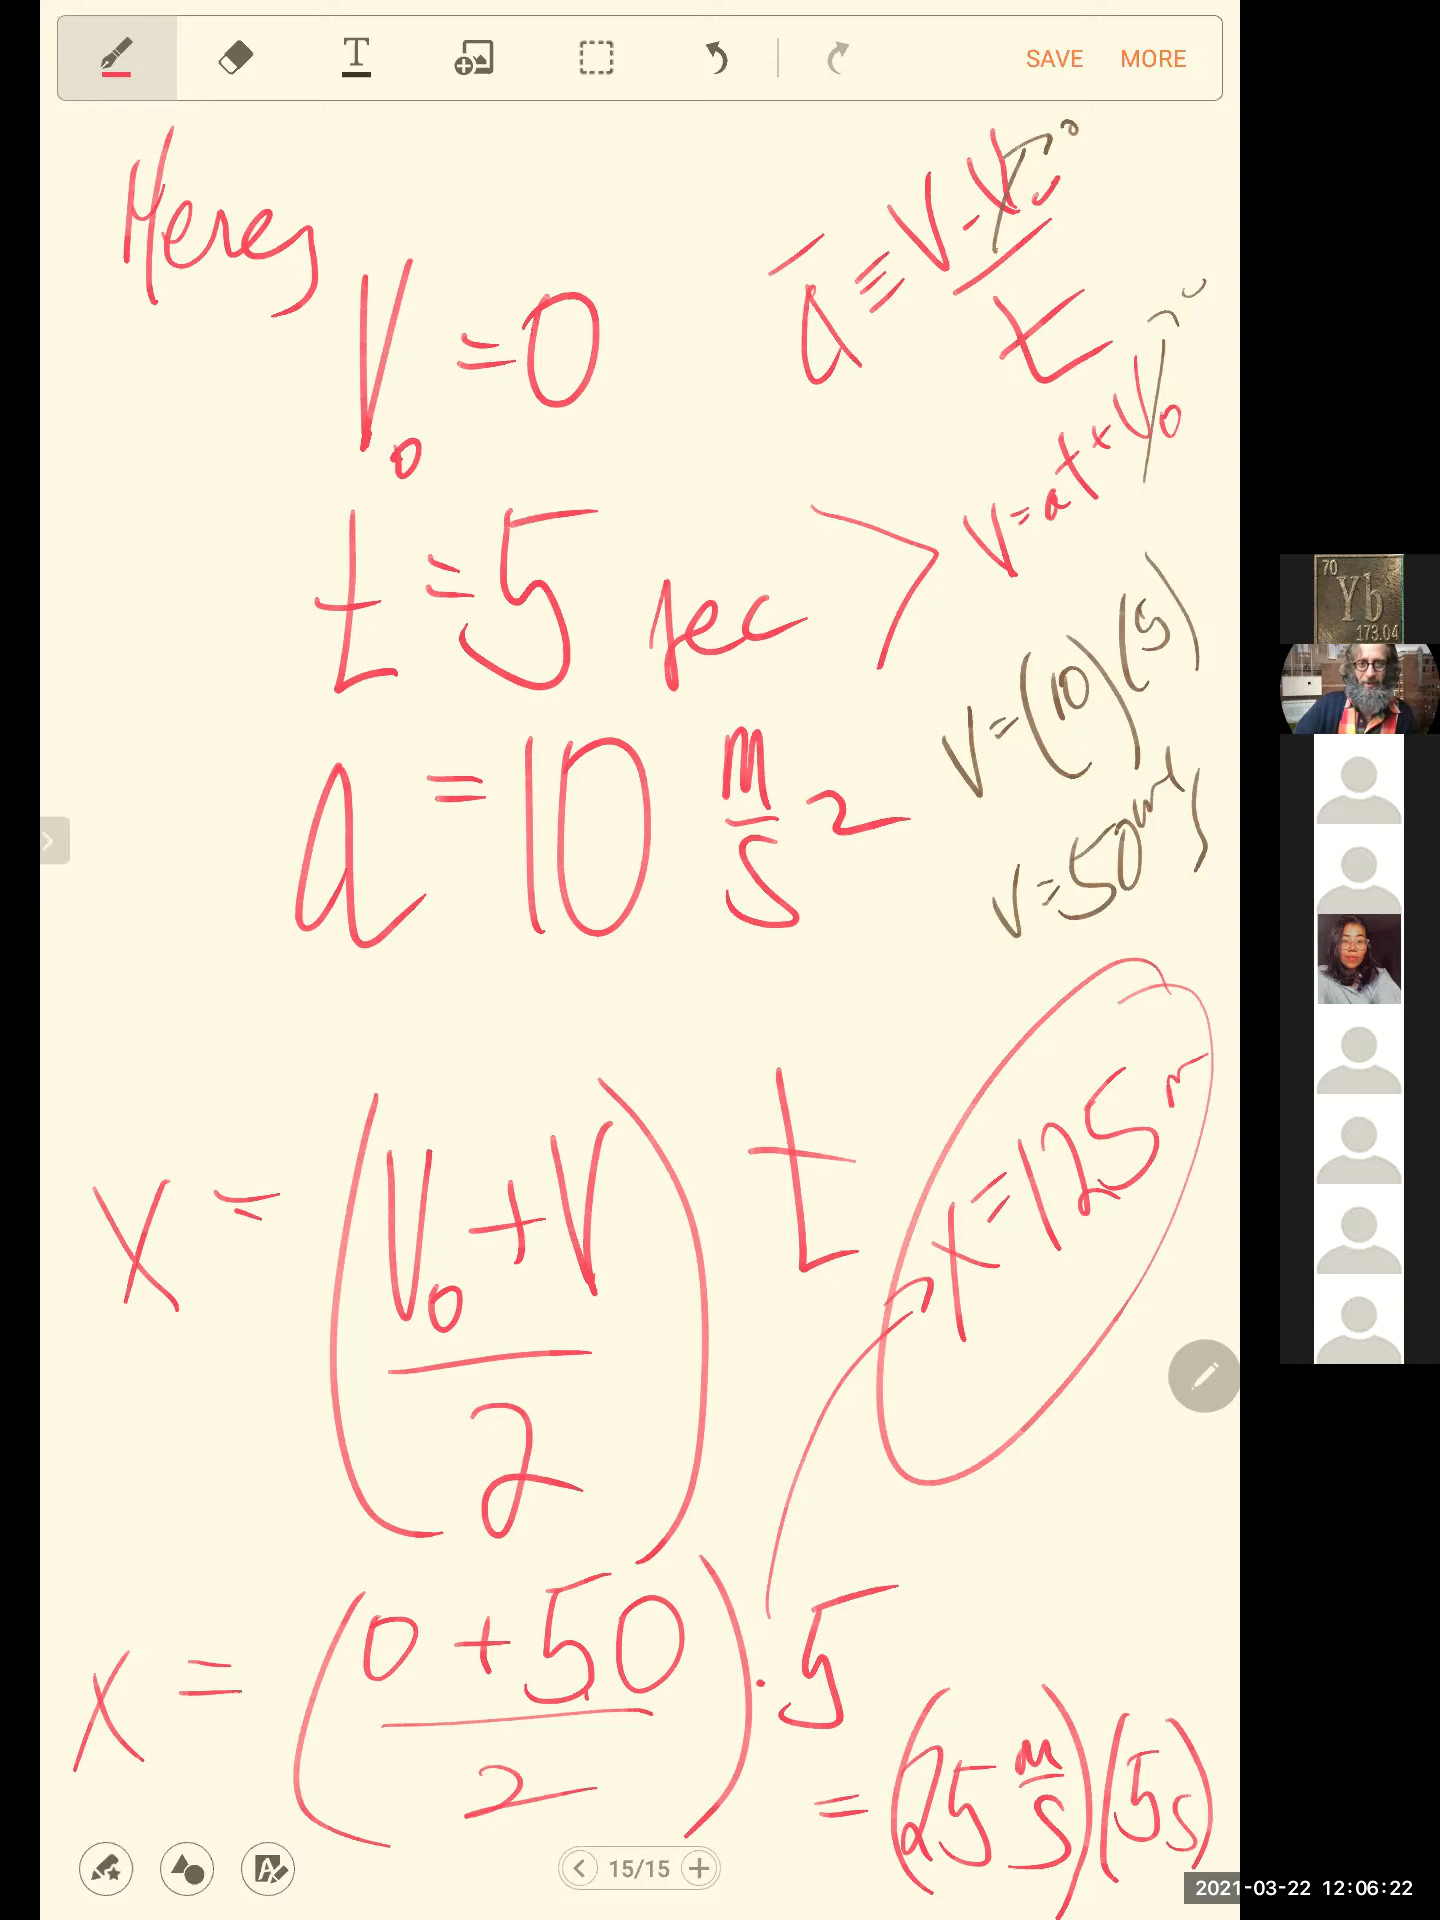 SAVE MORE
V₀ = 0
t = 5 sec
a = 10 m/s²
a̅ ≡ (V - V₀)/t
0
V = at + V₀
V = (10)(5)
V = 50 m/s
x = ((V₀ + V)/2) t
x = 125 m
x = ((0 + 50)/2) · 5
= (25 m/s)(5s)
15/15
70
Yb
173.04
2021-03-22 12:06:22